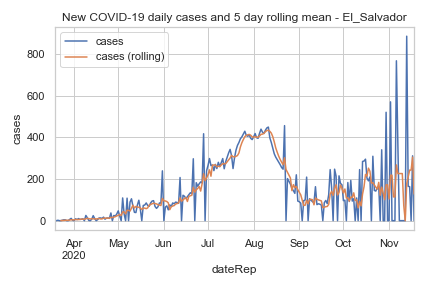 New COVID-19 daily cases and 5 day rolling mean - El_Salvador
cases
cases (rolling)
800
600
400
200
0
cases
Apr May Jun Jul Aug Sep Oct Nov
2020
dateRep